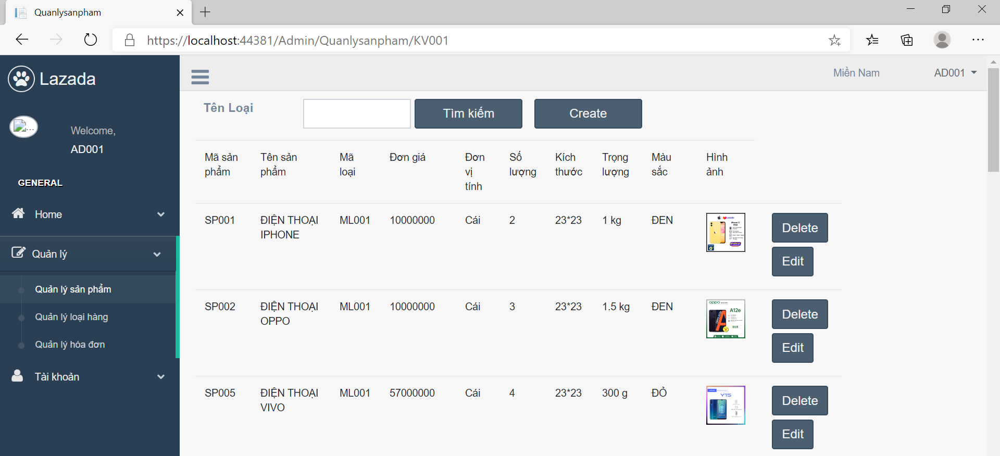 Quanlysanpham
https://localhost:44381/Admin/Quanlysanpham/KV001
Lazada
Miền Nam
AD001
Welcome,
AD001
GENERAL
Home
Quản lý
Quản lý sản phẩm
Quản lý loại hàng
Quản lý hóa đơn
Tài khoản
Tên Loại
Tìm kiếm
Create
Mã sản phẩm
Tên sản phẩm
Mã loại
Đơn giá
Đơn vị tính
Số lượng
Kích thước
Trọng lượng
Màu sắc
Hình ảnh
SP001 ĐIỆN THOẠI IPHONE ML001 10000000 Cái 2 23*23 1 kg ĐEN
Delete
Edit
SP002 ĐIỆN THOẠI OPPO ML001 10000000 Cái 3 23*23 1.5 kg ĐEN
oppo
A12e
Delete
Edit
SP005 ĐIỆN THOẠI VIVO ML001 57000000 Cái 4 23*23 300 g ĐỎ
Y15
Delete
Edit